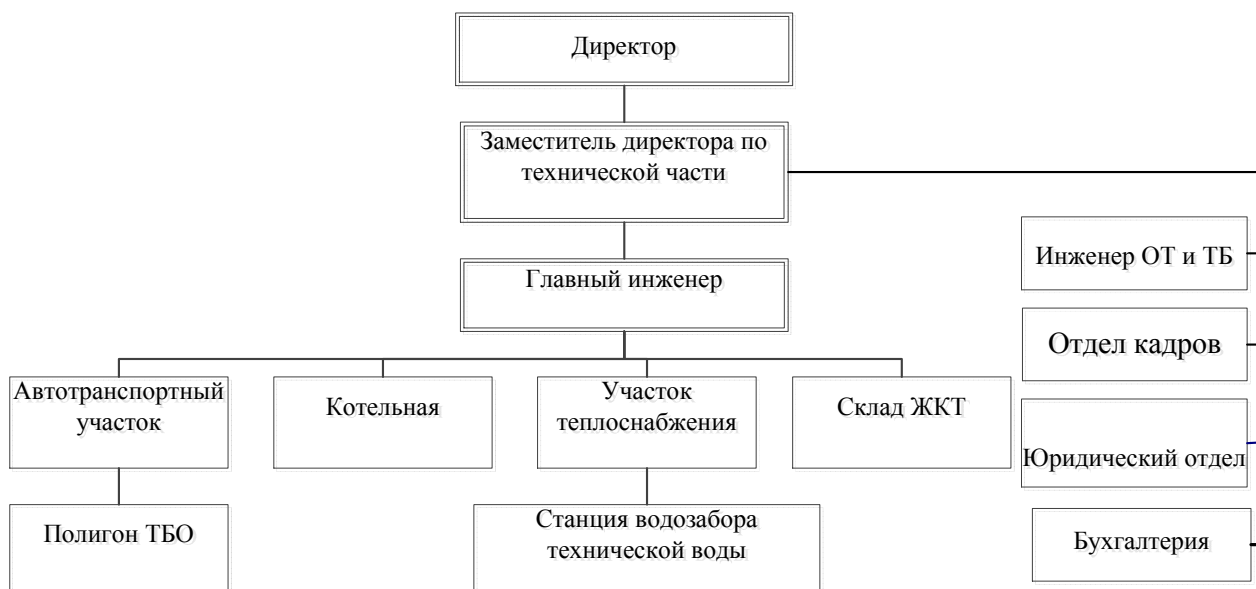 Директор
Заместитель директора по
технической части
Главный инженер
Инженер ОТ и ТБ
Отдел кадров
Юридический отдел
Бухгалтерия
Автотранспортный
участок
Котельная
Участок
теплоснабжения
Склад ЖКТ
Полигон ТБО
Станция водозабора
технической воды